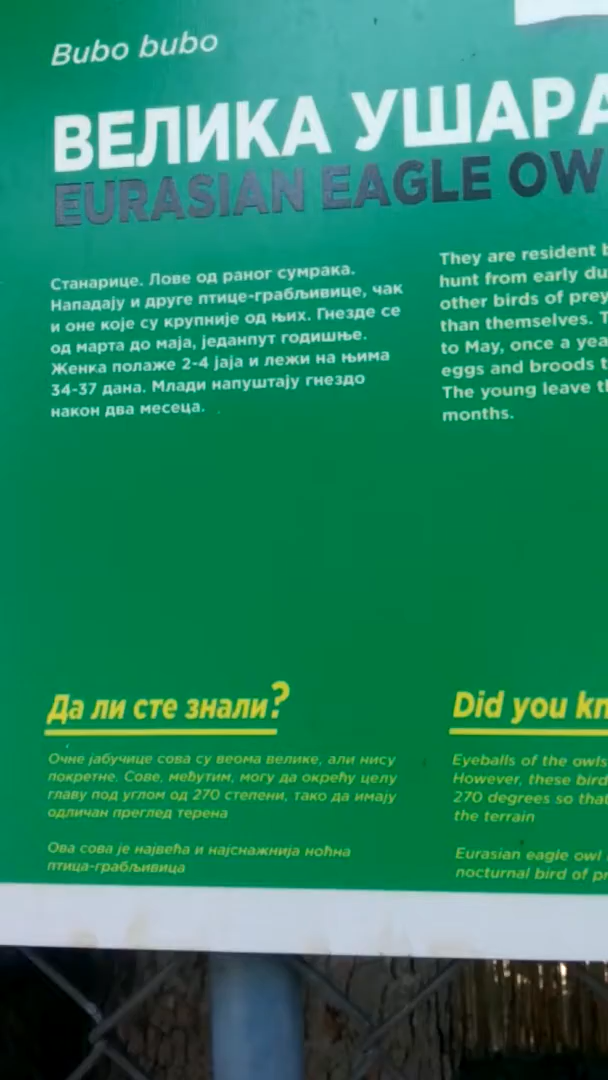 Bubo bubo
ВЕЛИКА УШАРА
EURASIAN EAGLE OW
Станарице. Лове од раног сумрака.
Нападају и друге птице-грабљивице, чак
и оне које су крупније од њих. Гнезде се
од марта до маја, једанпут годишње.
Женка полаже 2-4 јаја и лежи на њима
34-37 дана. Млади напуштају гнездо
након два месеца.
They are resident b
hunt from early du
other birds of prey
than themselves. T
to May, once a yea
eggs and broods t
The young leave th
months.
Да ли сте знали?
Очне јабучице сова су веома велике, али нису
покретне. Сове, међутим, могу да окрећу целу
главу под углом од 270 степени, тако да имају
одличан преглед терена
Ова сова је највећа и најснажнија ноћна
птица-грабљивица
Did you kn
Eyeballs of the owls
However, these bird
270 degrees so that
the terrain
Eurasian eagle owl
nocturnal bird of pr